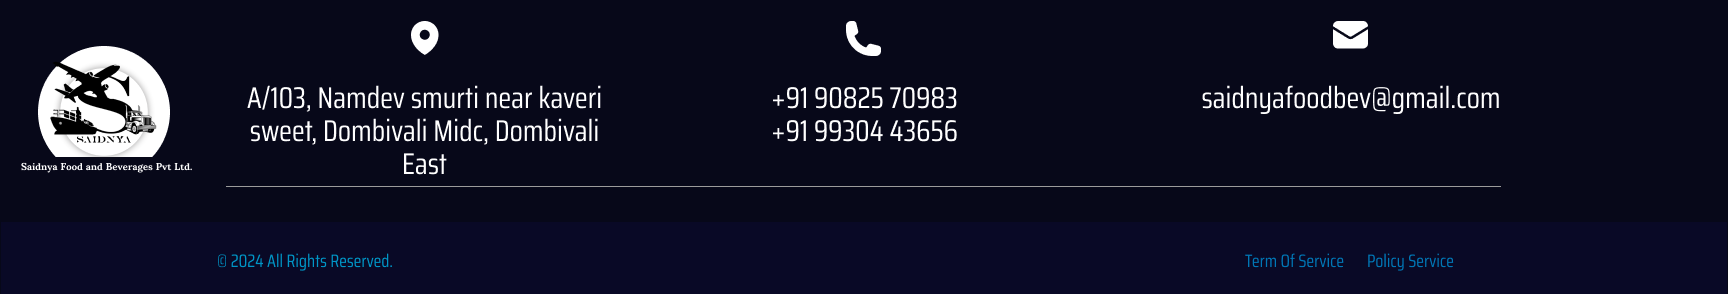 SAIDNYA
Saidnya Food and Beverages Pvt Ltd.
A/103, Namdev smurti near kaveri
sweet, Dombivali Midc, Dombivali
East
+91 90825 70983
+91 99304 43656
saidnyafoodbev@gmail.com
© 2024 All Rights Reserved.
Term Of Service
Policy Service